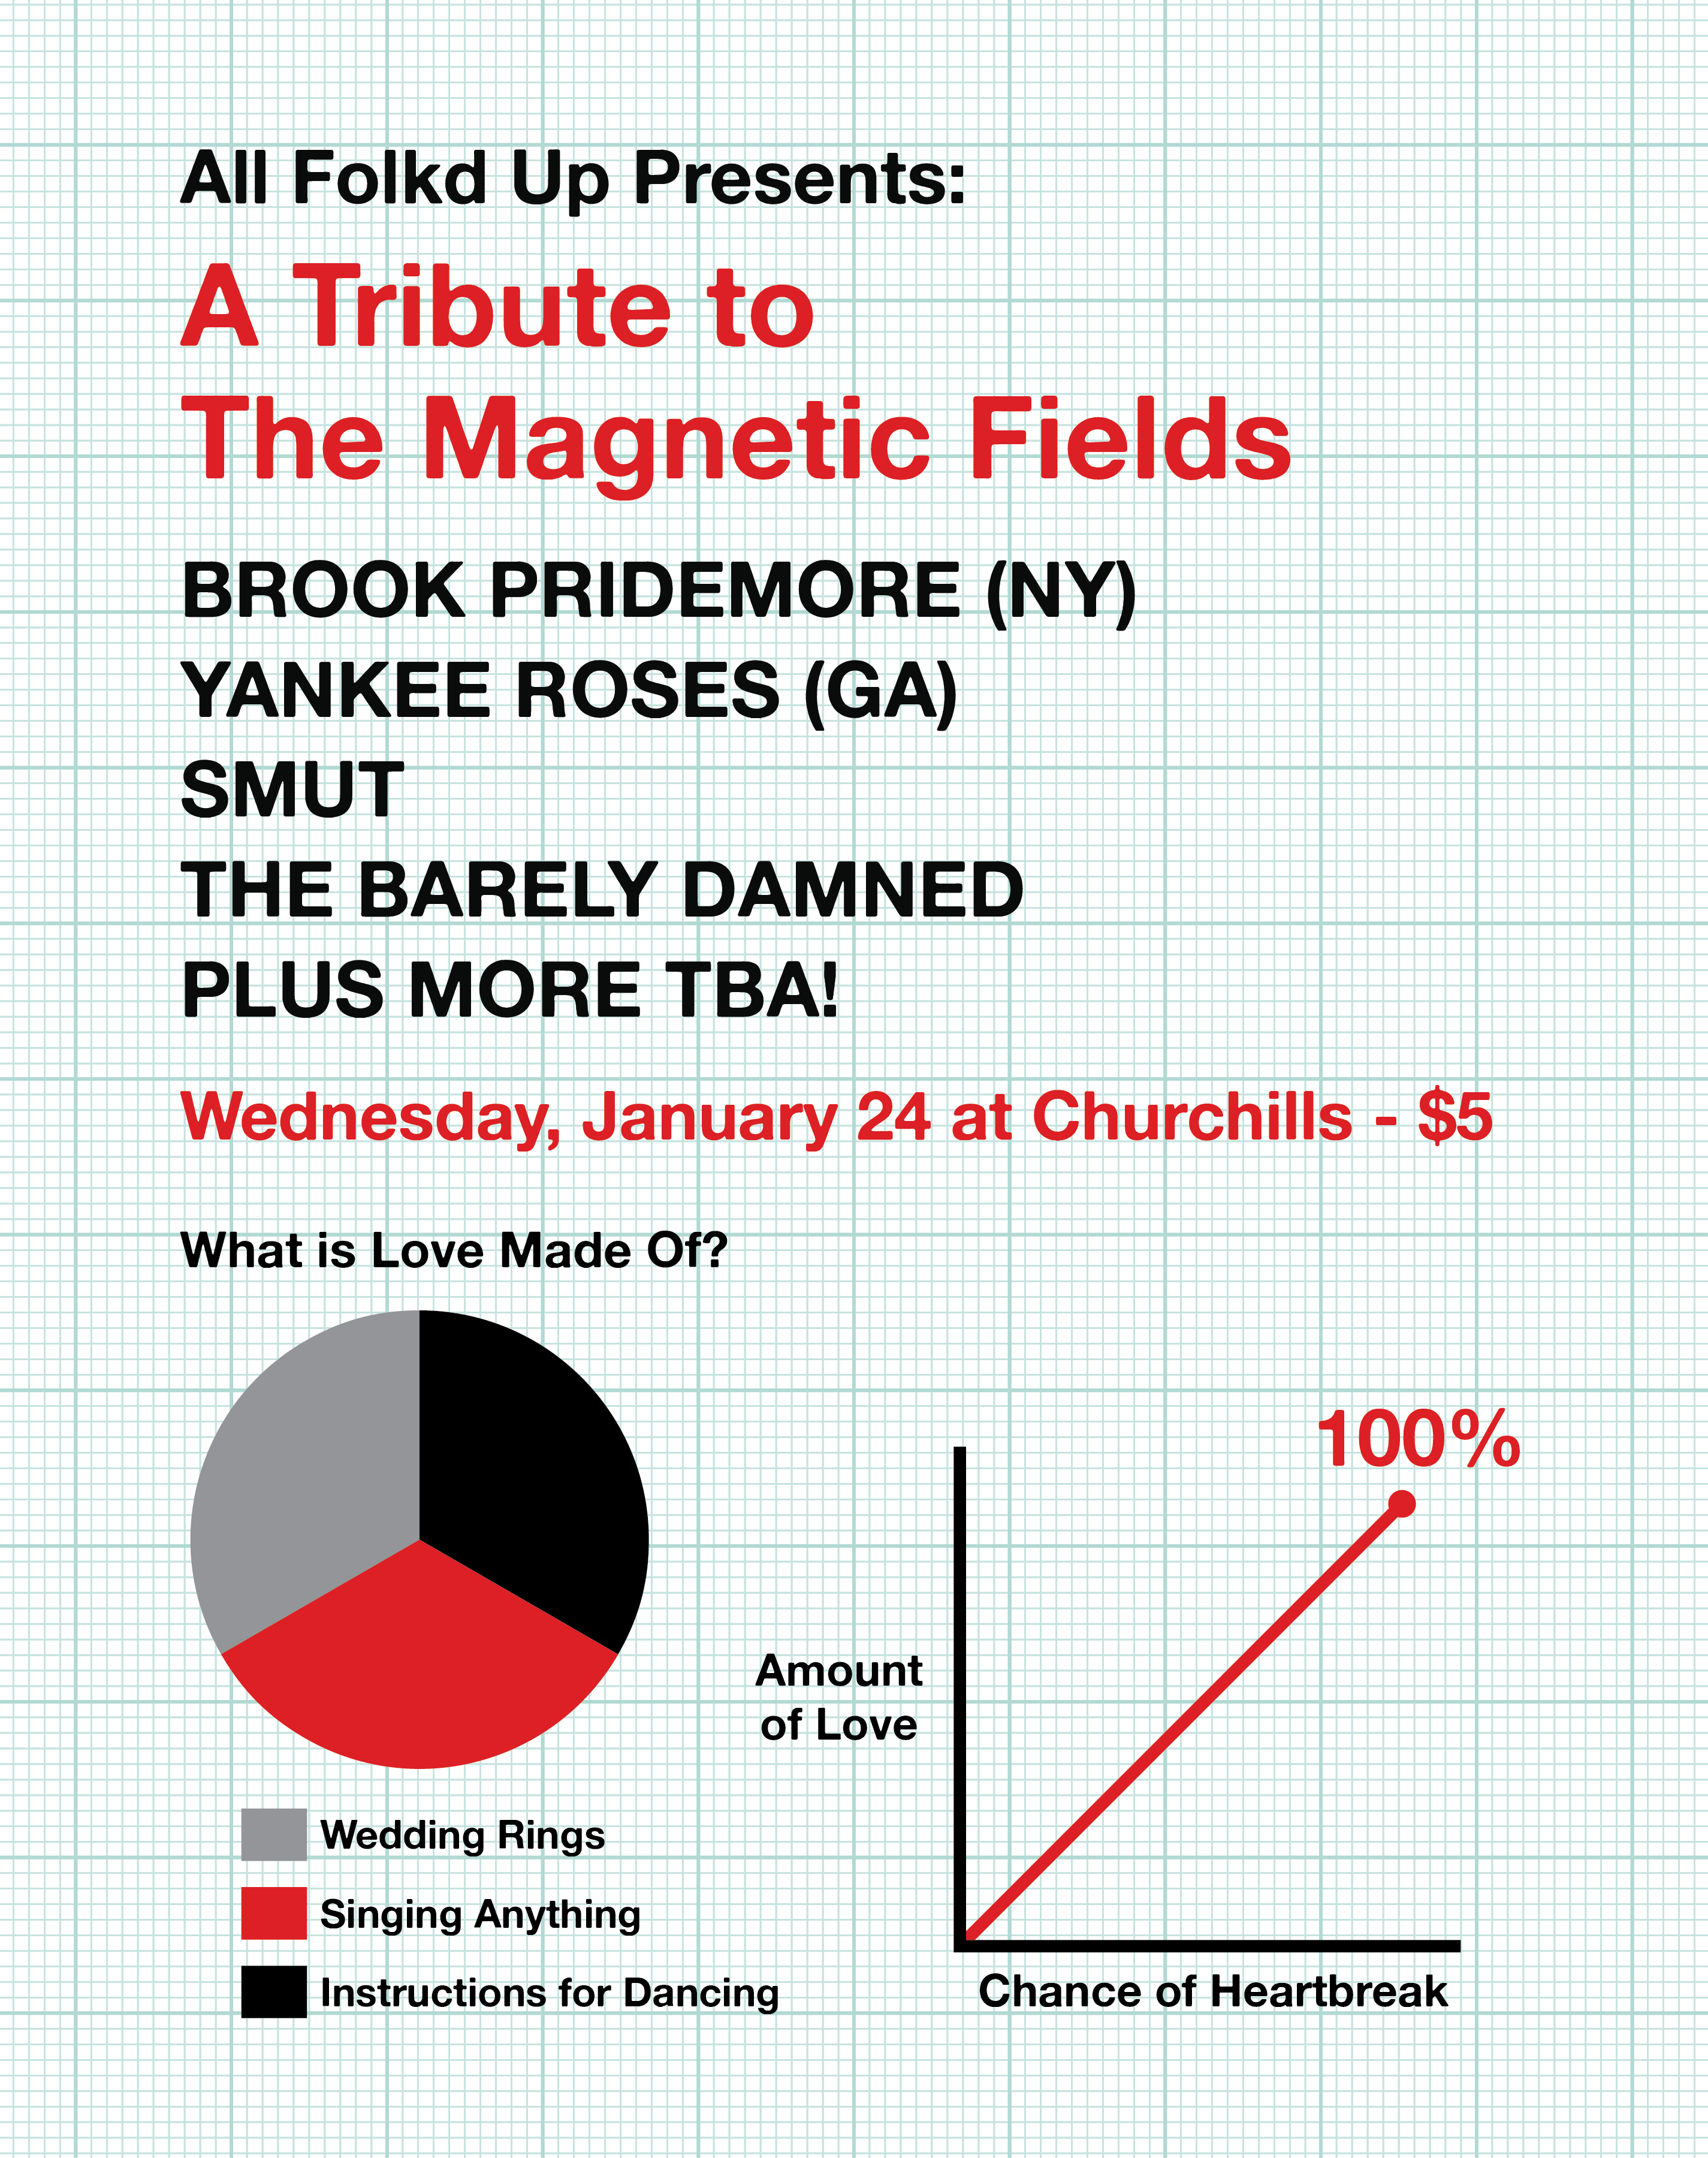 All Folkd Up Presents:
A Tribute to
The Magnetic Fields
BROOK PRIDEMORE (NY)
YANKEE ROSES (GA)
SMUT
THE BARELY DAMNED
PLUS MORE TBA!
Wednesday, January 24 at Churchills - $5
What is Love Made Of?
Wedding Rings
Singing Anything
Instructions for Dancing
100%
Amount
of Love
Chance of Heartbreak